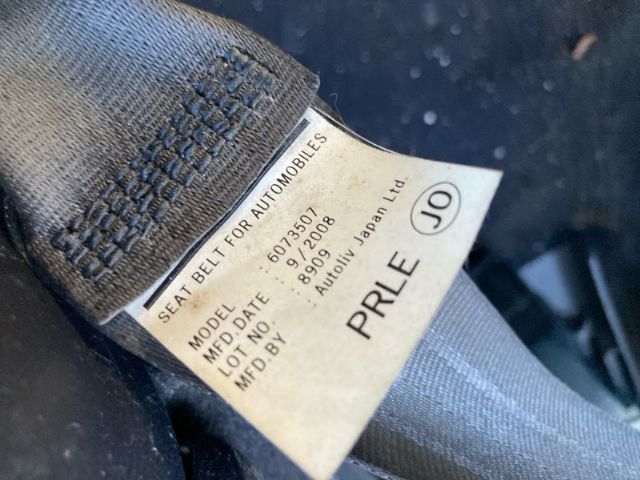 SEAT BELT FOR AUTOMOBILES
MODEL : 6073507
MFD.DATE : 9/2008
LOT NO : 8909
MFD.BY : Autoliv Japan Ltd.
PRLE JO